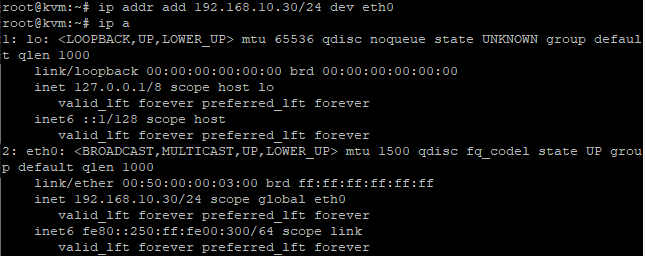 root@kvm:~# ip addr add 192.168.10.30/24 dev eth0
root@kvm:~# ip a
1: lo: <LOOPBACK,UP,LOWER_UP> mtu 65536 qdisc noqueue state UNKNOWN group defaul
t qlen 1000
    link/loopback 00:00:00:00:00:00 brd 00:00:00:00:00:00
    inet 127.0.0.1/8 scope host lo
       valid_lft forever preferred_lft forever
    inet6 ::1/128 scope host
       valid_lft forever preferred_lft forever
2: eth0: <BROADCAST,MULTICAST,UP,LOWER_UP> mtu 1500 qdisc fq_codel state UP grou
p default qlen 1000
    link/ether 00:50:00:00:03:00 brd ff:ff:ff:ff:ff:ff
    inet 192.168.10.30/24 scope global eth0
       valid_lft forever preferred_lft forever
    inet6 fe80::250:ff:fe00:300/64 scope link
       valid_lft forever preferred_lft forever